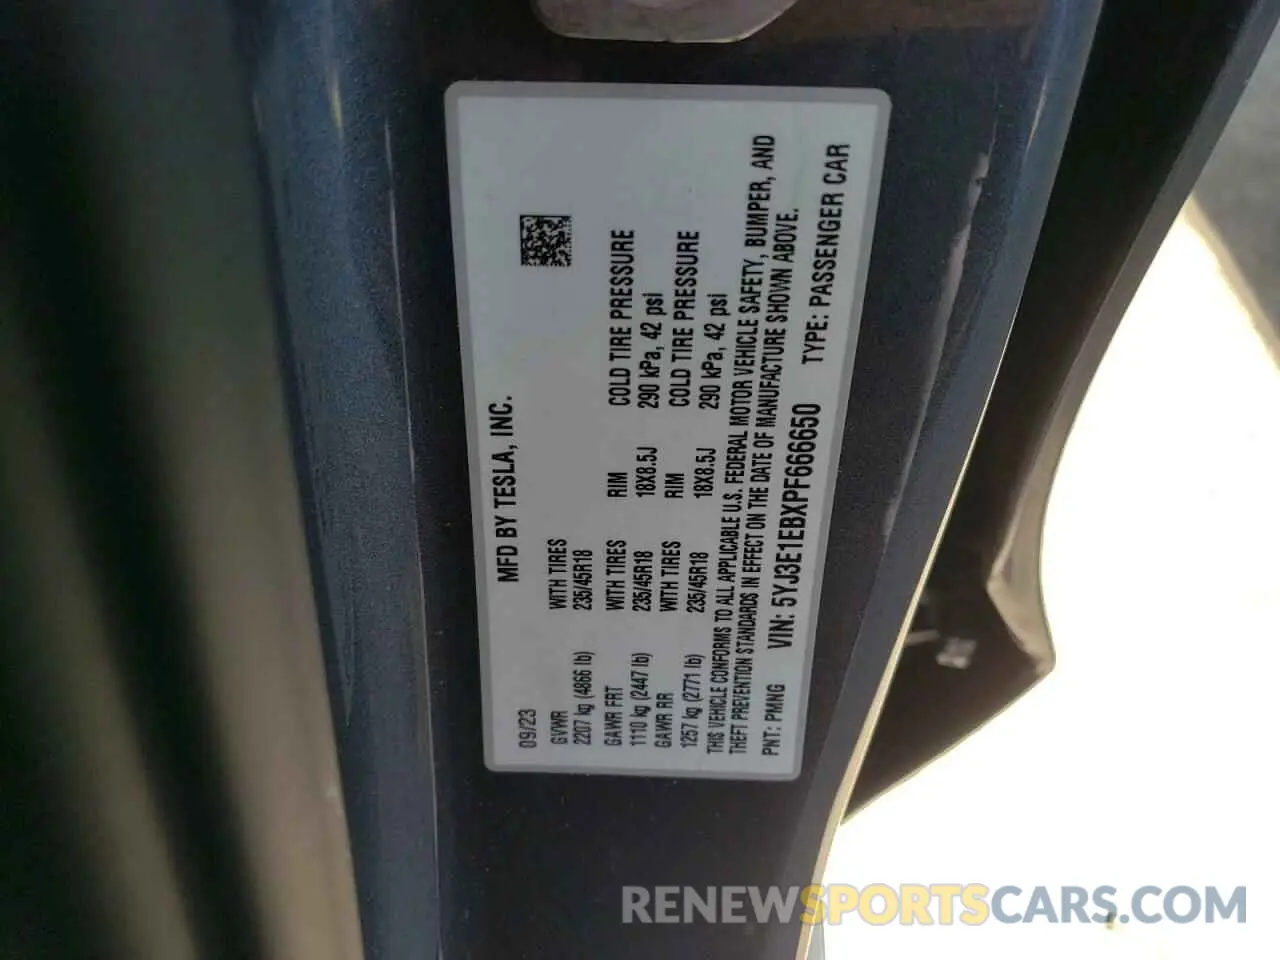 MFD BY TESLA, INC.
09/23
GVWR WITH TIRES
2207 kg (4866 lb) 235/45R18
GAWR FRT WITH TIRES RIM COLD TIRE PRESSURE
1110 kg (2447 lb) 235/45R18 18X8.5J 290 kPa, 42 psi
GAWR RR WITH TIRES RIM COLD TIRE PRESSURE
1257 kg (2771 lb) 235/45R18 18X8.5J 290 kPa, 42 psi
THIS VEHICLE CONFORMS TO ALL APPLICABLE U.S. FEDERAL MOTOR VEHICLE SAFETY, BUMPER, AND
THEFT PREVENTION STANDARDS IN EFFECT ON THE DATE OF MANUFACTURE SHOWN ABOVE.
PNT: PMNG VIN: 5YJ3E1EBXPF666650 TYPE: PASSENGER CAR
RENEWSPORTSCARS.COM